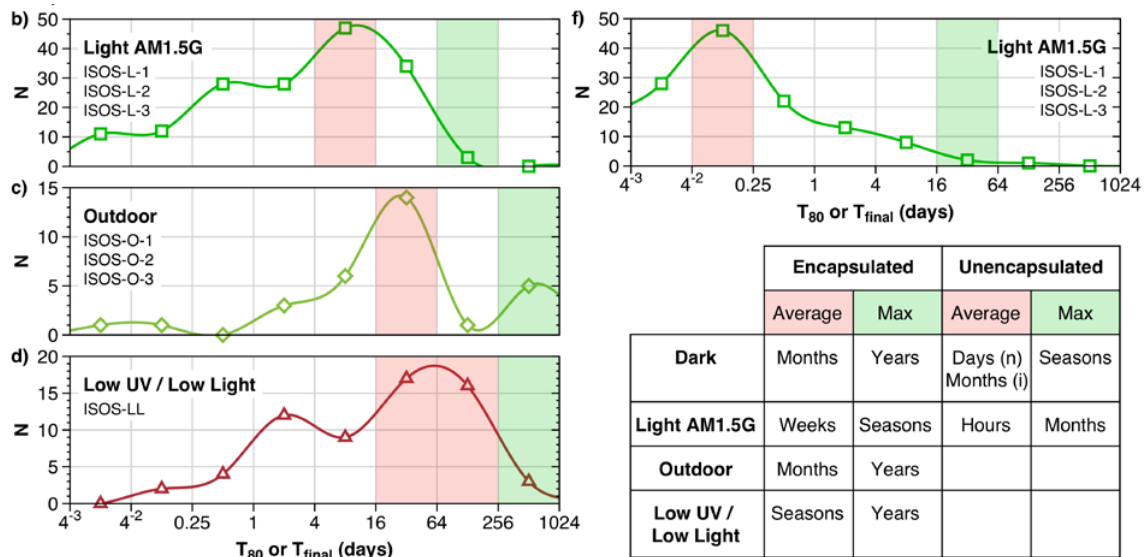 b)
Light AM1.5G
ISOS-L-1
ISOS-L-2
ISOS-L-3
N
50
40
30
20
10
0
c)
Outdoor
ISOS-O-1
ISOS-O-2
ISOS-O-3
N
15
10
5
0
d)
Low UV / Low Light
ISOS-LL
N
20
15
10
5
0
4-3 4-2 0.25 1 4 16 64 256 1024
T80 or Tfinal (days)
f)
Light AM1.5G
ISOS-L-1
ISOS-L-2
ISOS-L-3
N
50
40
30
20
10
0
4-3 4-2 0.25 1 4 16 64 256 1024
T80 or Tfinal (days)
Encapsulated Unencapsulated
Average Max Average Max
Dark Months Years Days (n) Seasons
Months (i)
Light AM1.5G Weeks Seasons Hours Months
Outdoor Months Years
Low UV / Seasons Years
Low Light